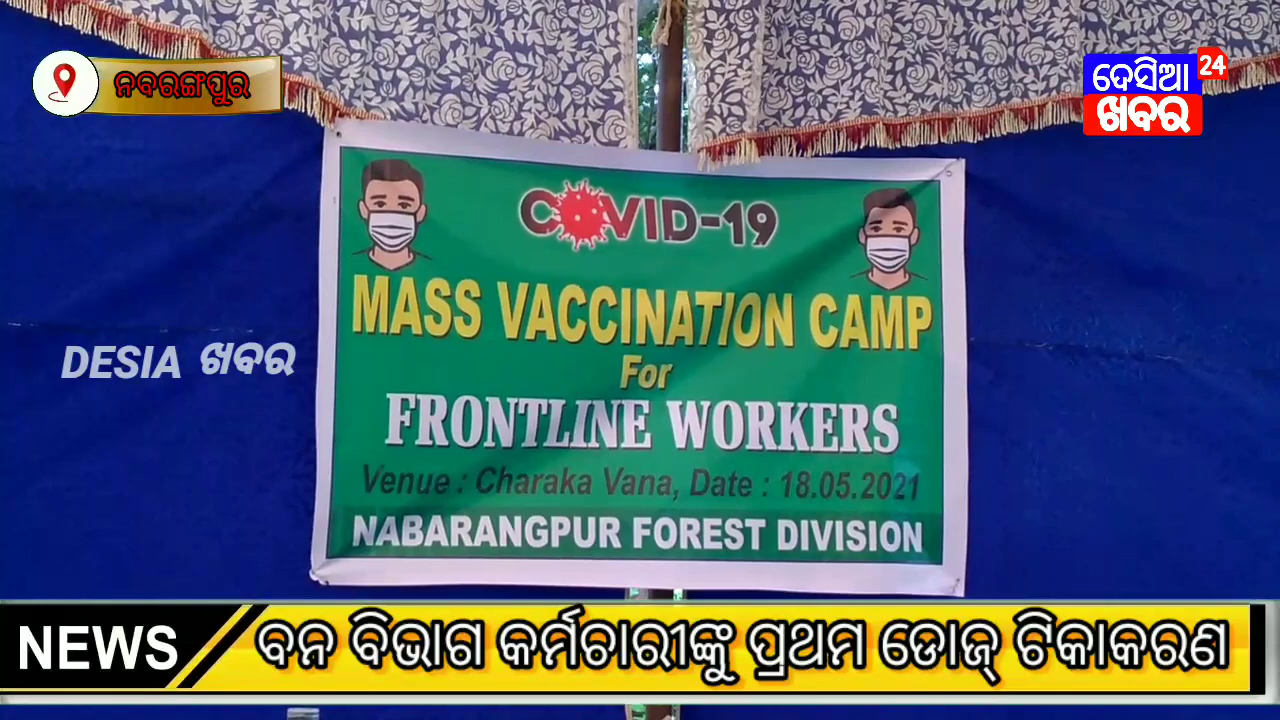 ନବରଙ୍ଗପୁର
ଦେସିଆ 24
ଖବର
COVID-19
MASS VACCINATION CAMP
For
FRONTLINE WORKERS
Venue : Charaka Vana, Date : 18.05.2021
NABARANGPUR FOREST DIVISION
DESIA ଖବର
NEWS ବନ ବିଭାଗ କର୍ମଚାରୀଙ୍କୁ ପ୍ରଥମ ଡୋଜ୍ ଟିକାକରଣ